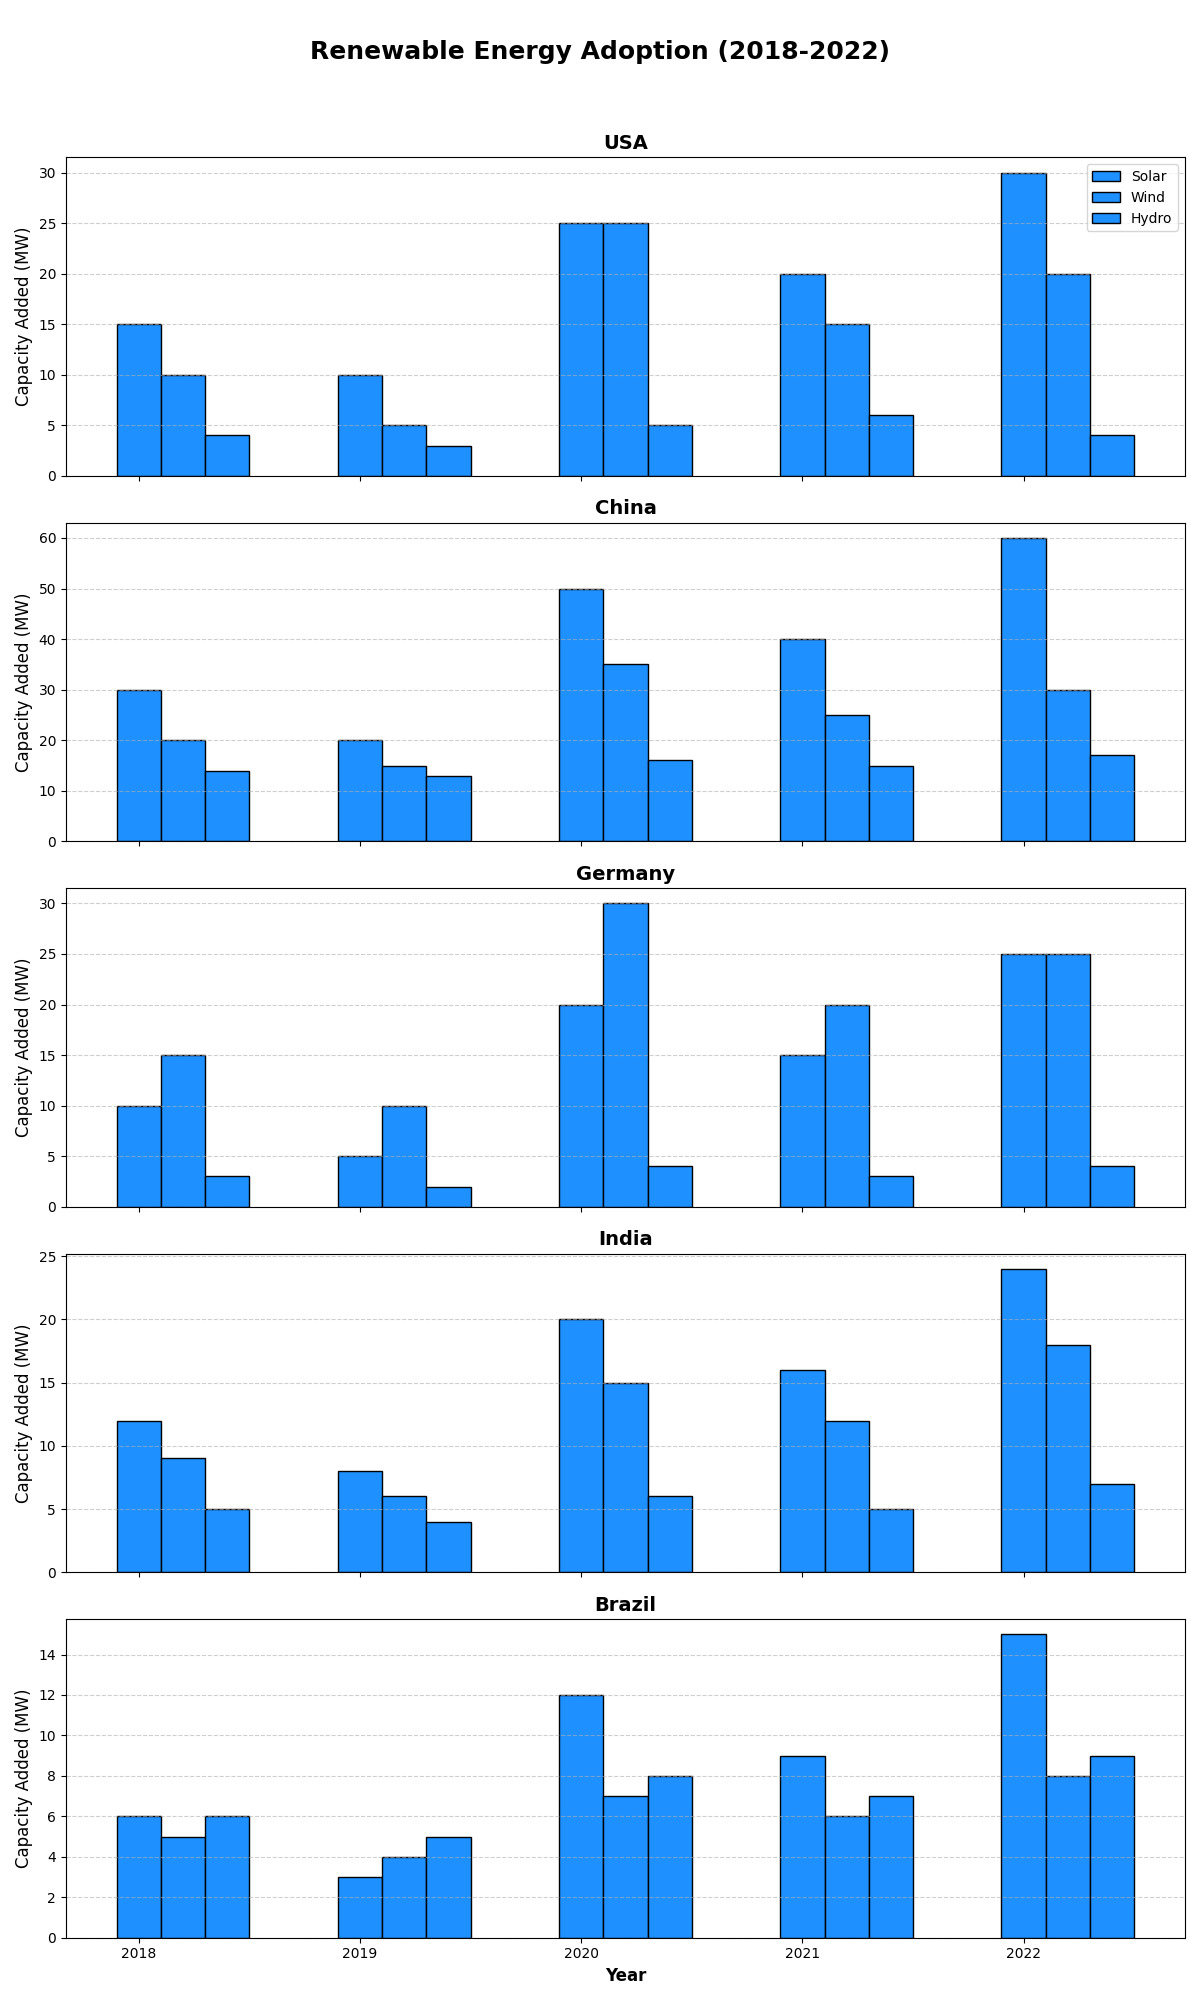 Renewable Energy Adoption (2018-2022)
USA
Capacity Added (MW)
30
25
20
15
10
5
0
Solar
Wind
Hydro
China
Capacity Added (MW)
60
50
40
30
20
10
0
Germany
Capacity Added (MW)
30
25
20
15
10
5
0
India
Capacity Added (MW)
25
20
15
10
5
0
Brazil
Capacity Added (MW)
14
12
10
8
6
4
2
0
2018 2019 2020 2021 2022
Year